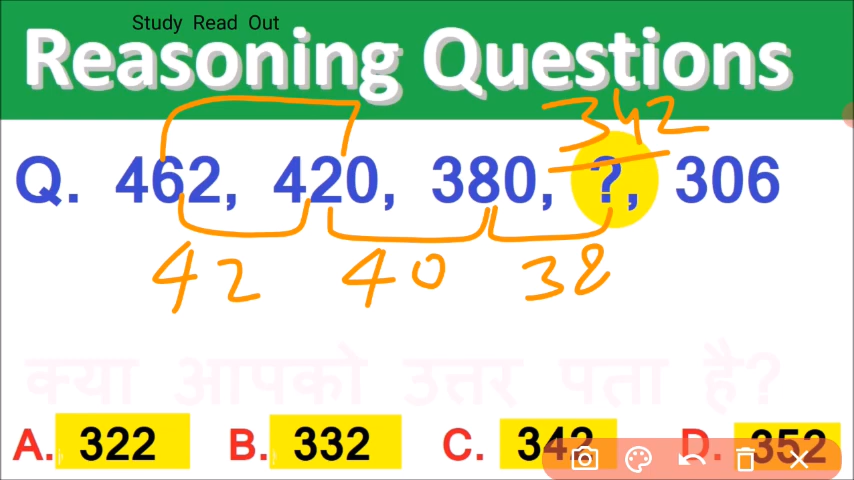 Study Read Out
Reasoning Questions
342
Q. 462, 420, 380, ?, 306
42 40 38
क्या आपको उत्तर पता है?
A. 322 B. 332 C. 342 D. 352